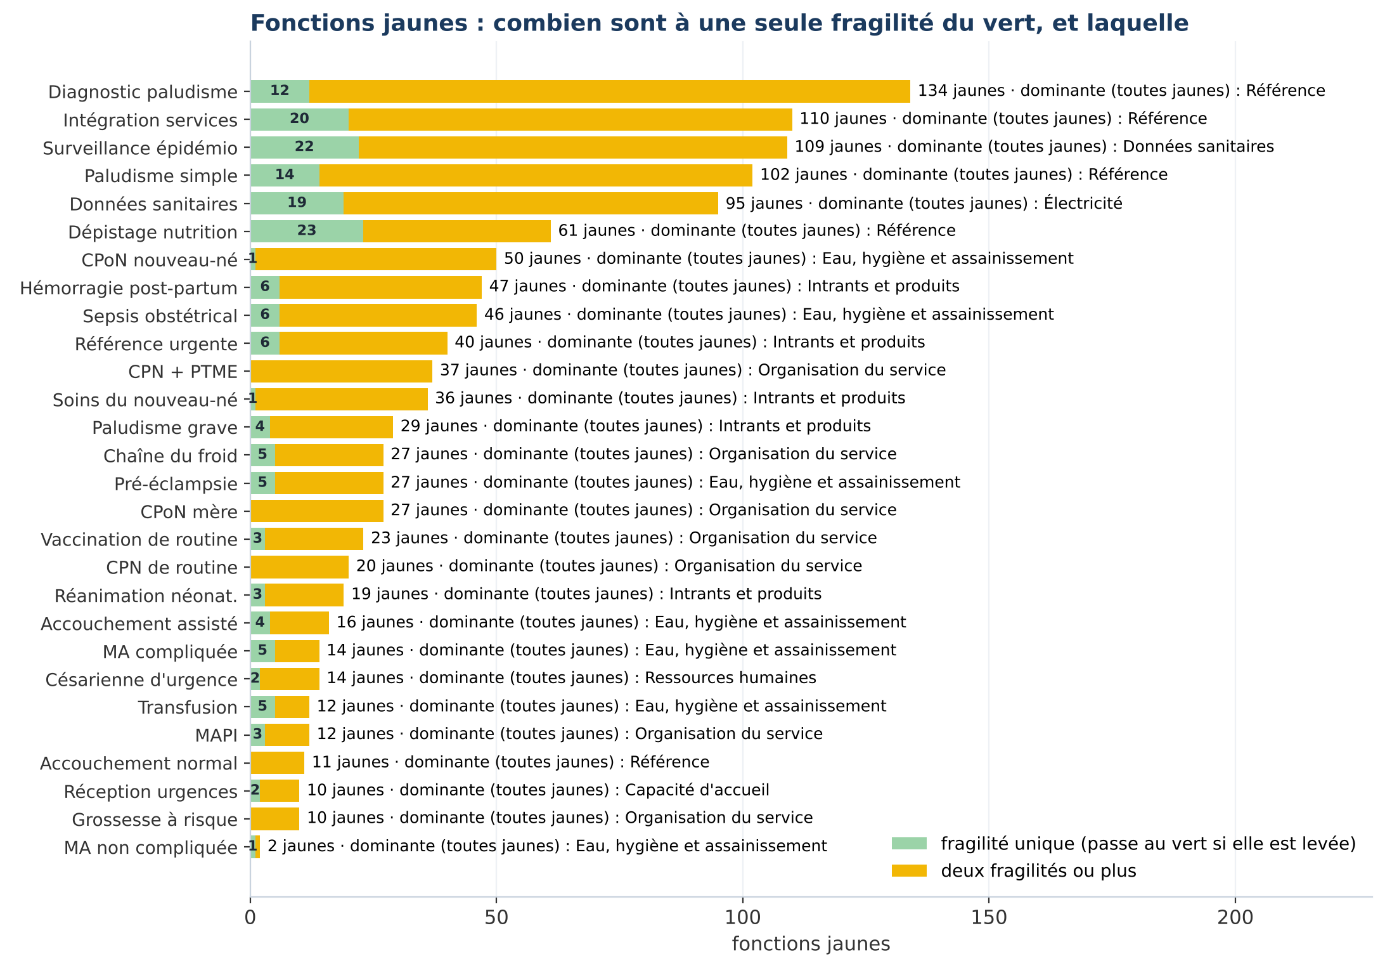 Fonctions jaunes : combien sont à une seule fragilité du vert, et laquelle
Diagnostic paludisme 12 134 jaunes · dominante (toutes jaunes) : Référence
Intégration services 20 110 jaunes · dominante (toutes jaunes) : Référence
Surveillance épidémio 22 109 jaunes · dominante (toutes jaunes) : Données sanitaires
Paludisme simple 14 102 jaunes · dominante (toutes jaunes) : Référence
Données sanitaires 19 95 jaunes · dominante (toutes jaunes) : Électricité
Dépistage nutrition 23 61 jaunes · dominante (toutes jaunes) : Référence
CPoN nouveau-né 1 50 jaunes · dominante (toutes jaunes) : Eau, hygiène et assainissement
Hémorragie post-partum 6 47 jaunes · dominante (toutes jaunes) : Intrants et produits
Sepsis obstétrical 6 46 jaunes · dominante (toutes jaunes) : Eau, hygiène et assainissement
Référence urgente 6 40 jaunes · dominante (toutes jaunes) : Intrants et produits
CPN + PTME 37 jaunes · dominante (toutes jaunes) : Organisation du service
Soins du nouveau-né 1 36 jaunes · dominante (toutes jaunes) : Intrants et produits
Paludisme grave 4 29 jaunes · dominante (toutes jaunes) : Intrants et produits
Chaîne du froid 5 27 jaunes · dominante (toutes jaunes) : Organisation du service
Pré-éclampsie 5 27 jaunes · dominante (toutes jaunes) : Eau, hygiène et assainissement
CPoN mère 27 jaunes · dominante (toutes jaunes) : Organisation du service
Vaccination de routine 3 23 jaunes · dominante (toutes jaunes) : Organisation du service
CPN de routine 20 jaunes · dominante (toutes jaunes) : Organisation du service
Réanimation néonat. 3 19 jaunes · dominante (toutes jaunes) : Intrants et produits
Accouchement assisté 4 16 jaunes · dominante (toutes jaunes) : Eau, hygiène et assainissement
MA compliquée 5 14 jaunes · dominante (toutes jaunes) : Eau, hygiène et assainissement
Césarienne d'urgence 2 14 jaunes · dominante (toutes jaunes) : Ressources humaines
Transfusion 5 12 jaunes · dominante (toutes jaunes) : Eau, hygiène et assainissement
MAPI 3 12 jaunes · dominante (toutes jaunes) : Organisation du service
Accouchement normal 11 jaunes · dominante (toutes jaunes) : Référence
Réception urgences 2 10 jaunes · dominante (toutes jaunes) : Capacité d'accueil
Grossesse à risque 10 jaunes · dominante (toutes jaunes) : Organisation du service
MA non compliquée 1 2 jaunes · dominante (toutes jaunes) : Eau, hygiène et assainissement
fragilité unique (passe au vert si elle est levée)
deux fragilités ou plus
0 50 100 150 200
fonctions jaunes